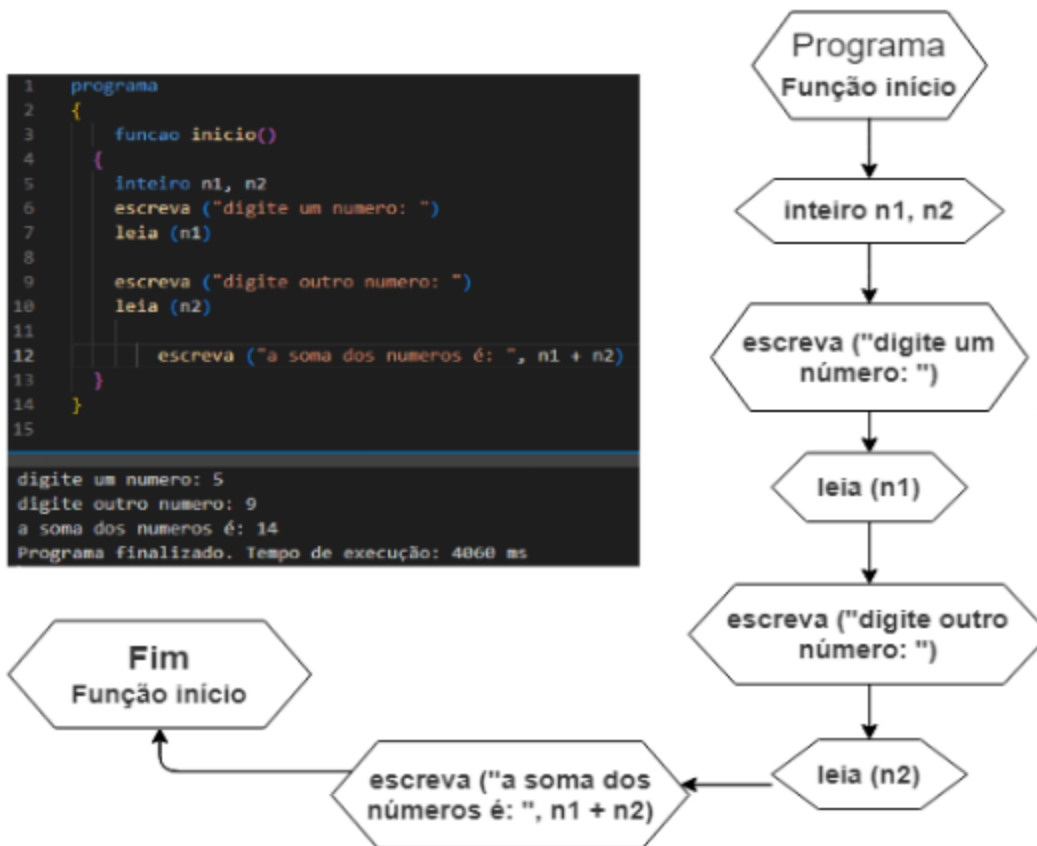 1 programa
2 {
3 funcao inicio()
4 {
5 inteiro n1, n2
6 escreva ("digite um numero: ")
7 leia (n1)
8
9 escreva ("digite outro numero: ")
10 leia (n2)
11
12 escreva ("a soma dos numeros é: ", n1 + n2)
13 }
14 }
15
digite um numero: 5
digite outro numero: 9
a soma dos numeros é: 14
Programa finalizado. Tempo de execução: 4060 ms
Programa
Função início
inteiro n1, n2
escreva ("digite um
número: ")
leia (n1)
escreva ("digite outro
número: ")
leia (n2)
escreva ("a soma dos
números é: ", n1 + n2)
Fim
Função início